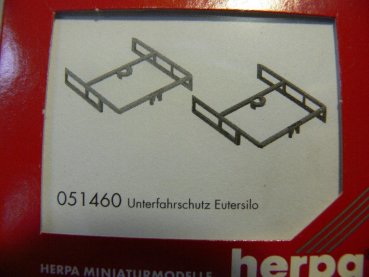 051460 Unterfahrschutz Eutersilo
HERPA MINIATURMODELLE
herpa